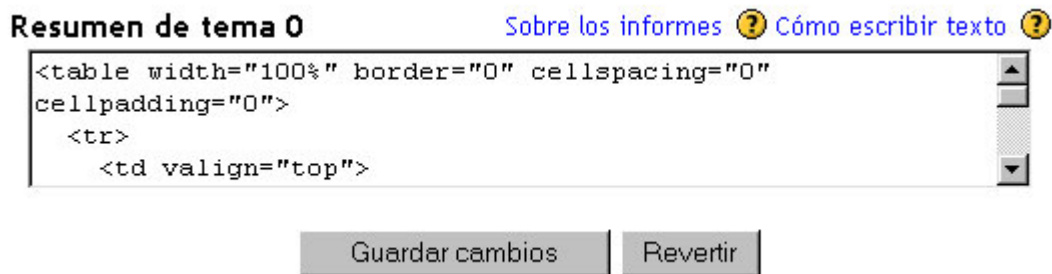 Resumen de tema 0 Sobre los informes ? Cómo escribir texto ?
<table width="100%" border="0" cellspacing="0"
cellpadding="0">
  <tr>
    <td valign="top">
Guardar cambios Revertir